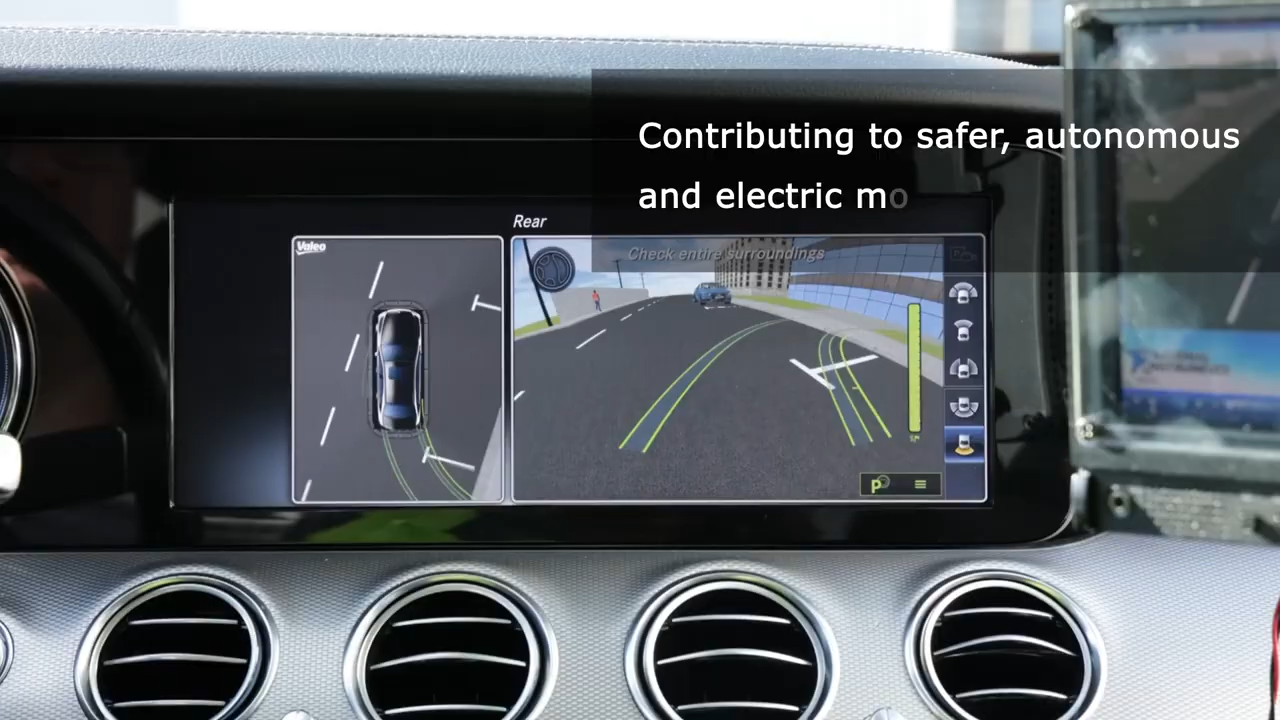 Contributing to safer, autonomous
and electric mo
Rear
Valeo
Check entire surroundings
P